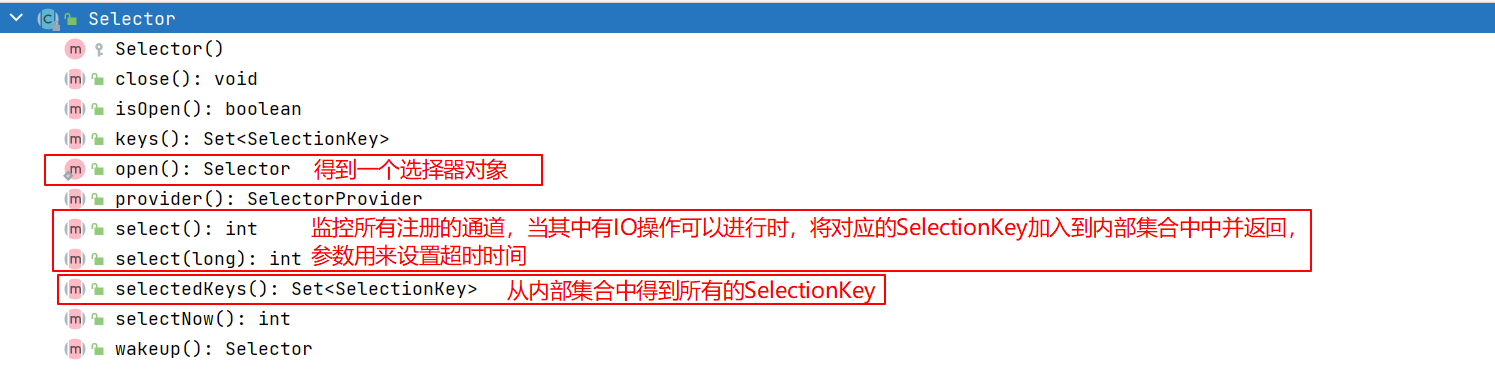 Selector
Selector()
close(): void
isOpen(): boolean
keys(): Set<SelectionKey>
open(): Selector 得到一个选择器对象
provider(): SelectorProvider
select(): int 监控所有注册的通道，当其中有IO操作可以进行时，将对应的SelectionKey加入到内部集合中中并返回，
select(long): int 参数用来设置超时时间
selectedKeys(): Set<SelectionKey> 从内部集合中得到所有的SelectionKey
selectNow(): int
wakeup(): Selector